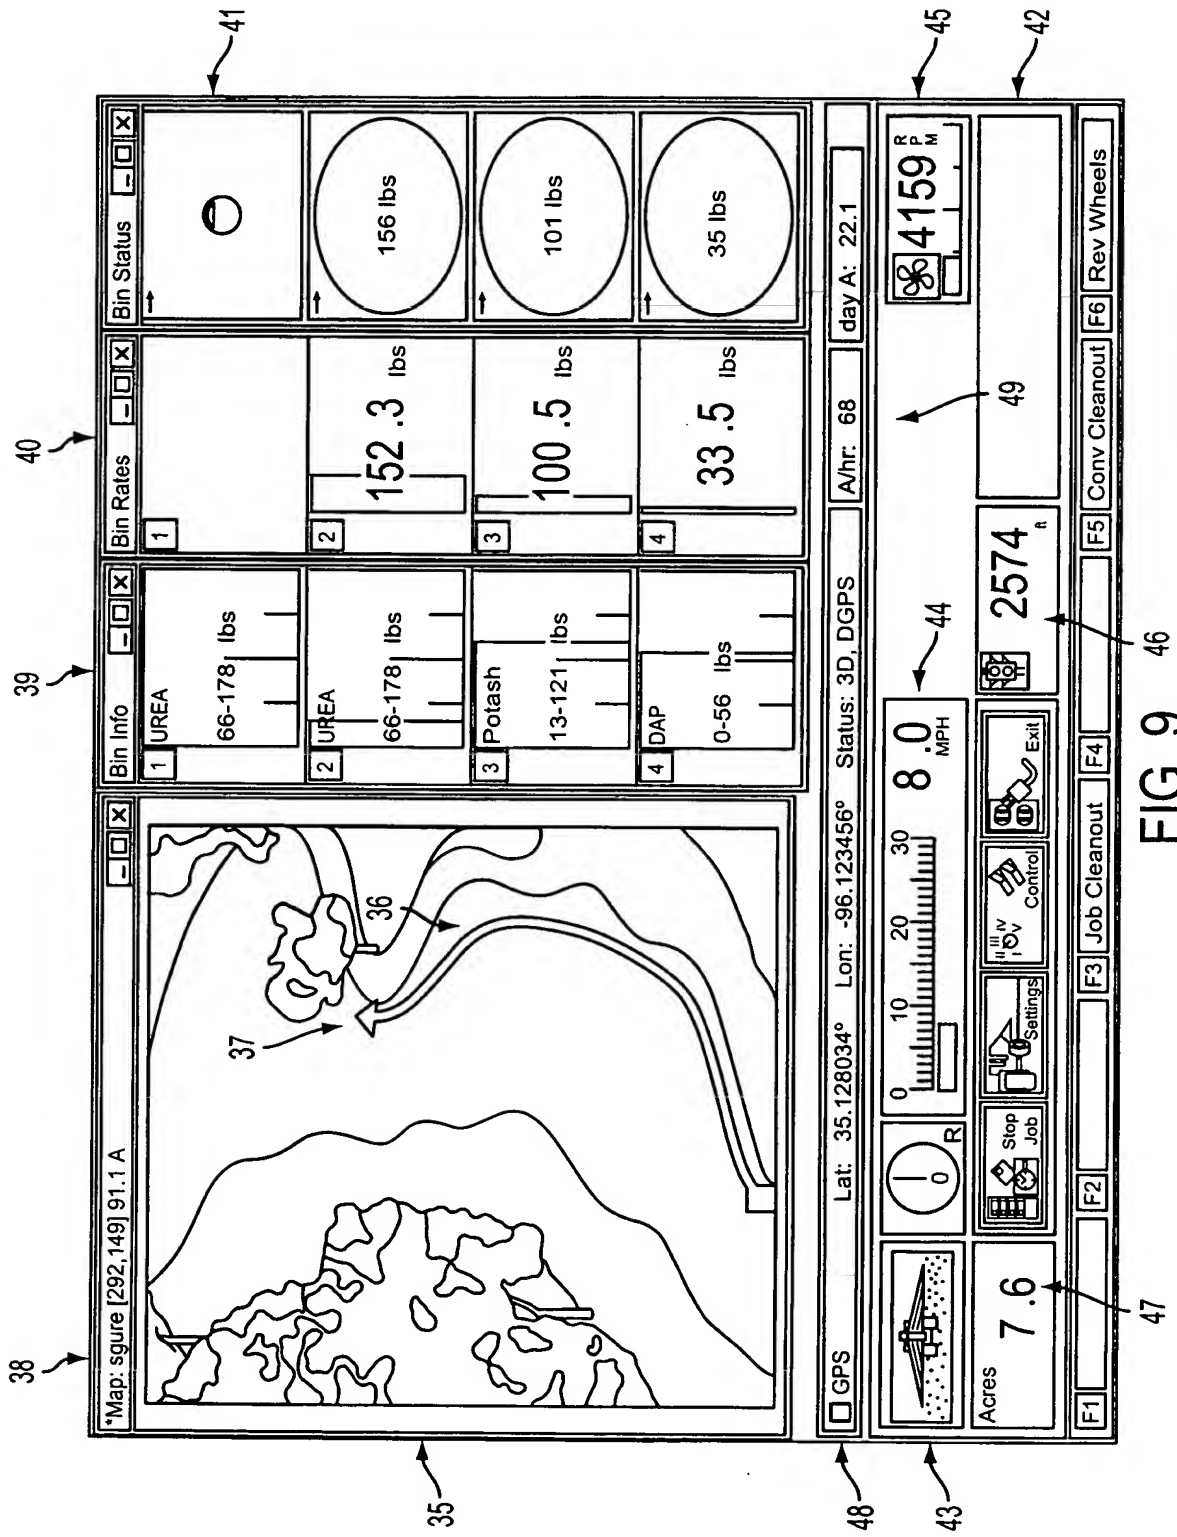 38
39
40
41
*Map: sgure [292,149] 91.1 A
Bin Info
Bin Rates
Bin Status
1
UREA
66-178 lbs
2
UREA
66-178 lbs
3
Potash
13-121 lbs
4
DAP
0-56 lbs
1
2
152.3 lbs
3
100.5 lbs
4
33.5 lbs
156 lbs
101 lbs
35 lbs
35
36
37
48
GPS
Lat: 35.128034° Lon: -96.123456° Status: 3D, DGPS
A/hr: 68
day A: 22.1
43
0
R
0 10 20 30
8.0
MPH
44
49
4159
RPM
45
Acres
7.6
47
Stop Job
Settings
I II III IV V
Control
Exit
2574
ft
46
42
F1
F2
F3 Job Cleanout
F4
F5 Conv Cleanout
F6 Rev Wheels
FIG 9